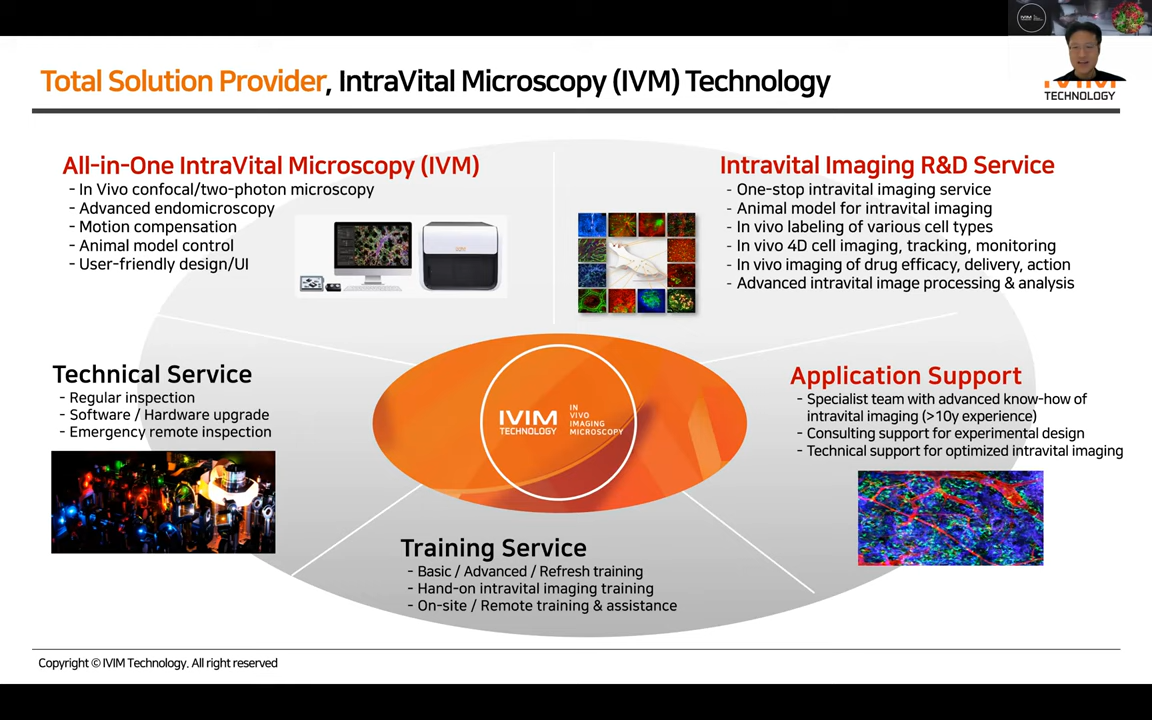 Total Solution Provider, IntraVital Microscopy (IVM) Technology
TECHNOLOGY
All-in-One IntraVital Microscopy (IVM)
- In Vivo confocal/two-photon microscopy
- Advanced endomicroscopy
- Motion compensation
- Animal model control
- User-friendly design/UI
Intravital Imaging R&D Service
- One-stop intravital imaging service
- Animal model for intravital imaging
- In vivo labeling of various cell types
- In vivo 4D cell imaging, tracking, monitoring
- In vivo imaging of drug efficacy, delivery, action
- Advanced intravital image processing & analysis
Technical Service
- Regular inspection
- Software / Hardware upgrade
- Emergency remote inspection
IVIM
TECHNOLOGY
IN
VIVO
IMAGING
MICROSCOPY
Application Support
- Specialist team with advanced know-how of
intravital imaging (>10y experience)
- Consulting support for experimental design
- Technical support for optimized intravital imaging
Training Service
- Basic / Advanced / Refresh training
- Hand-on intravital imaging training
- On-site / Remote training & assistance
Copyright © IVIM Technology. All right reserved